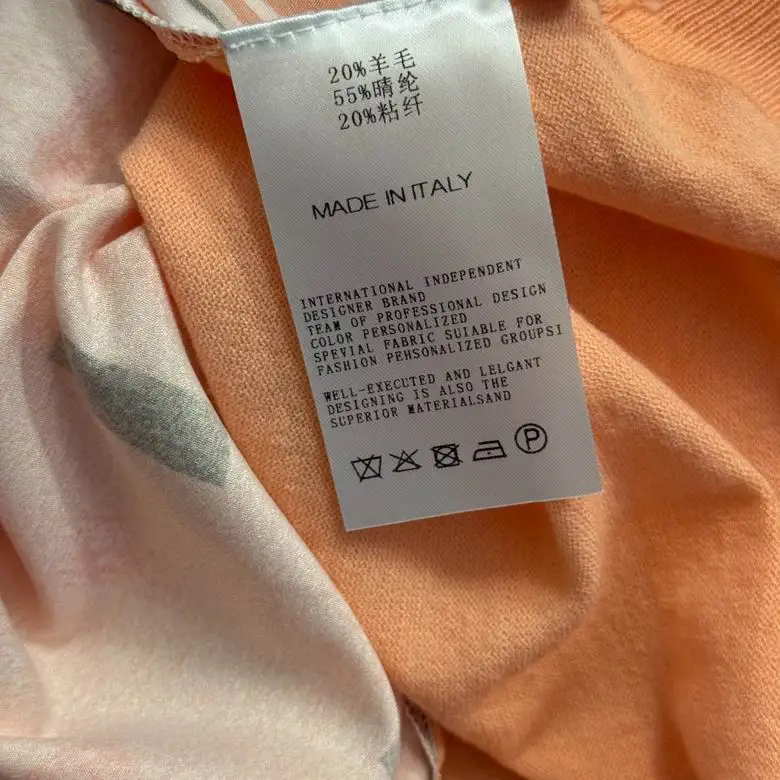 20%羊毛
55%晴纶
20%粘纤
MADE IN ITALY
INTERNATIONAL INDEPENDENT
DESIGNER BRAND
TEAM OF PROFESSIONAL DESIGN
COLOR PERSONALIZED
SPEVIAL FABRIC SUIABLE FOR
FASHION PEHSONALIZED GROUPSI
WELL-EXECUTED AND LELGANT
DESIGNING IS ALSO THE
SUPERIOR MATERIALSAND
P